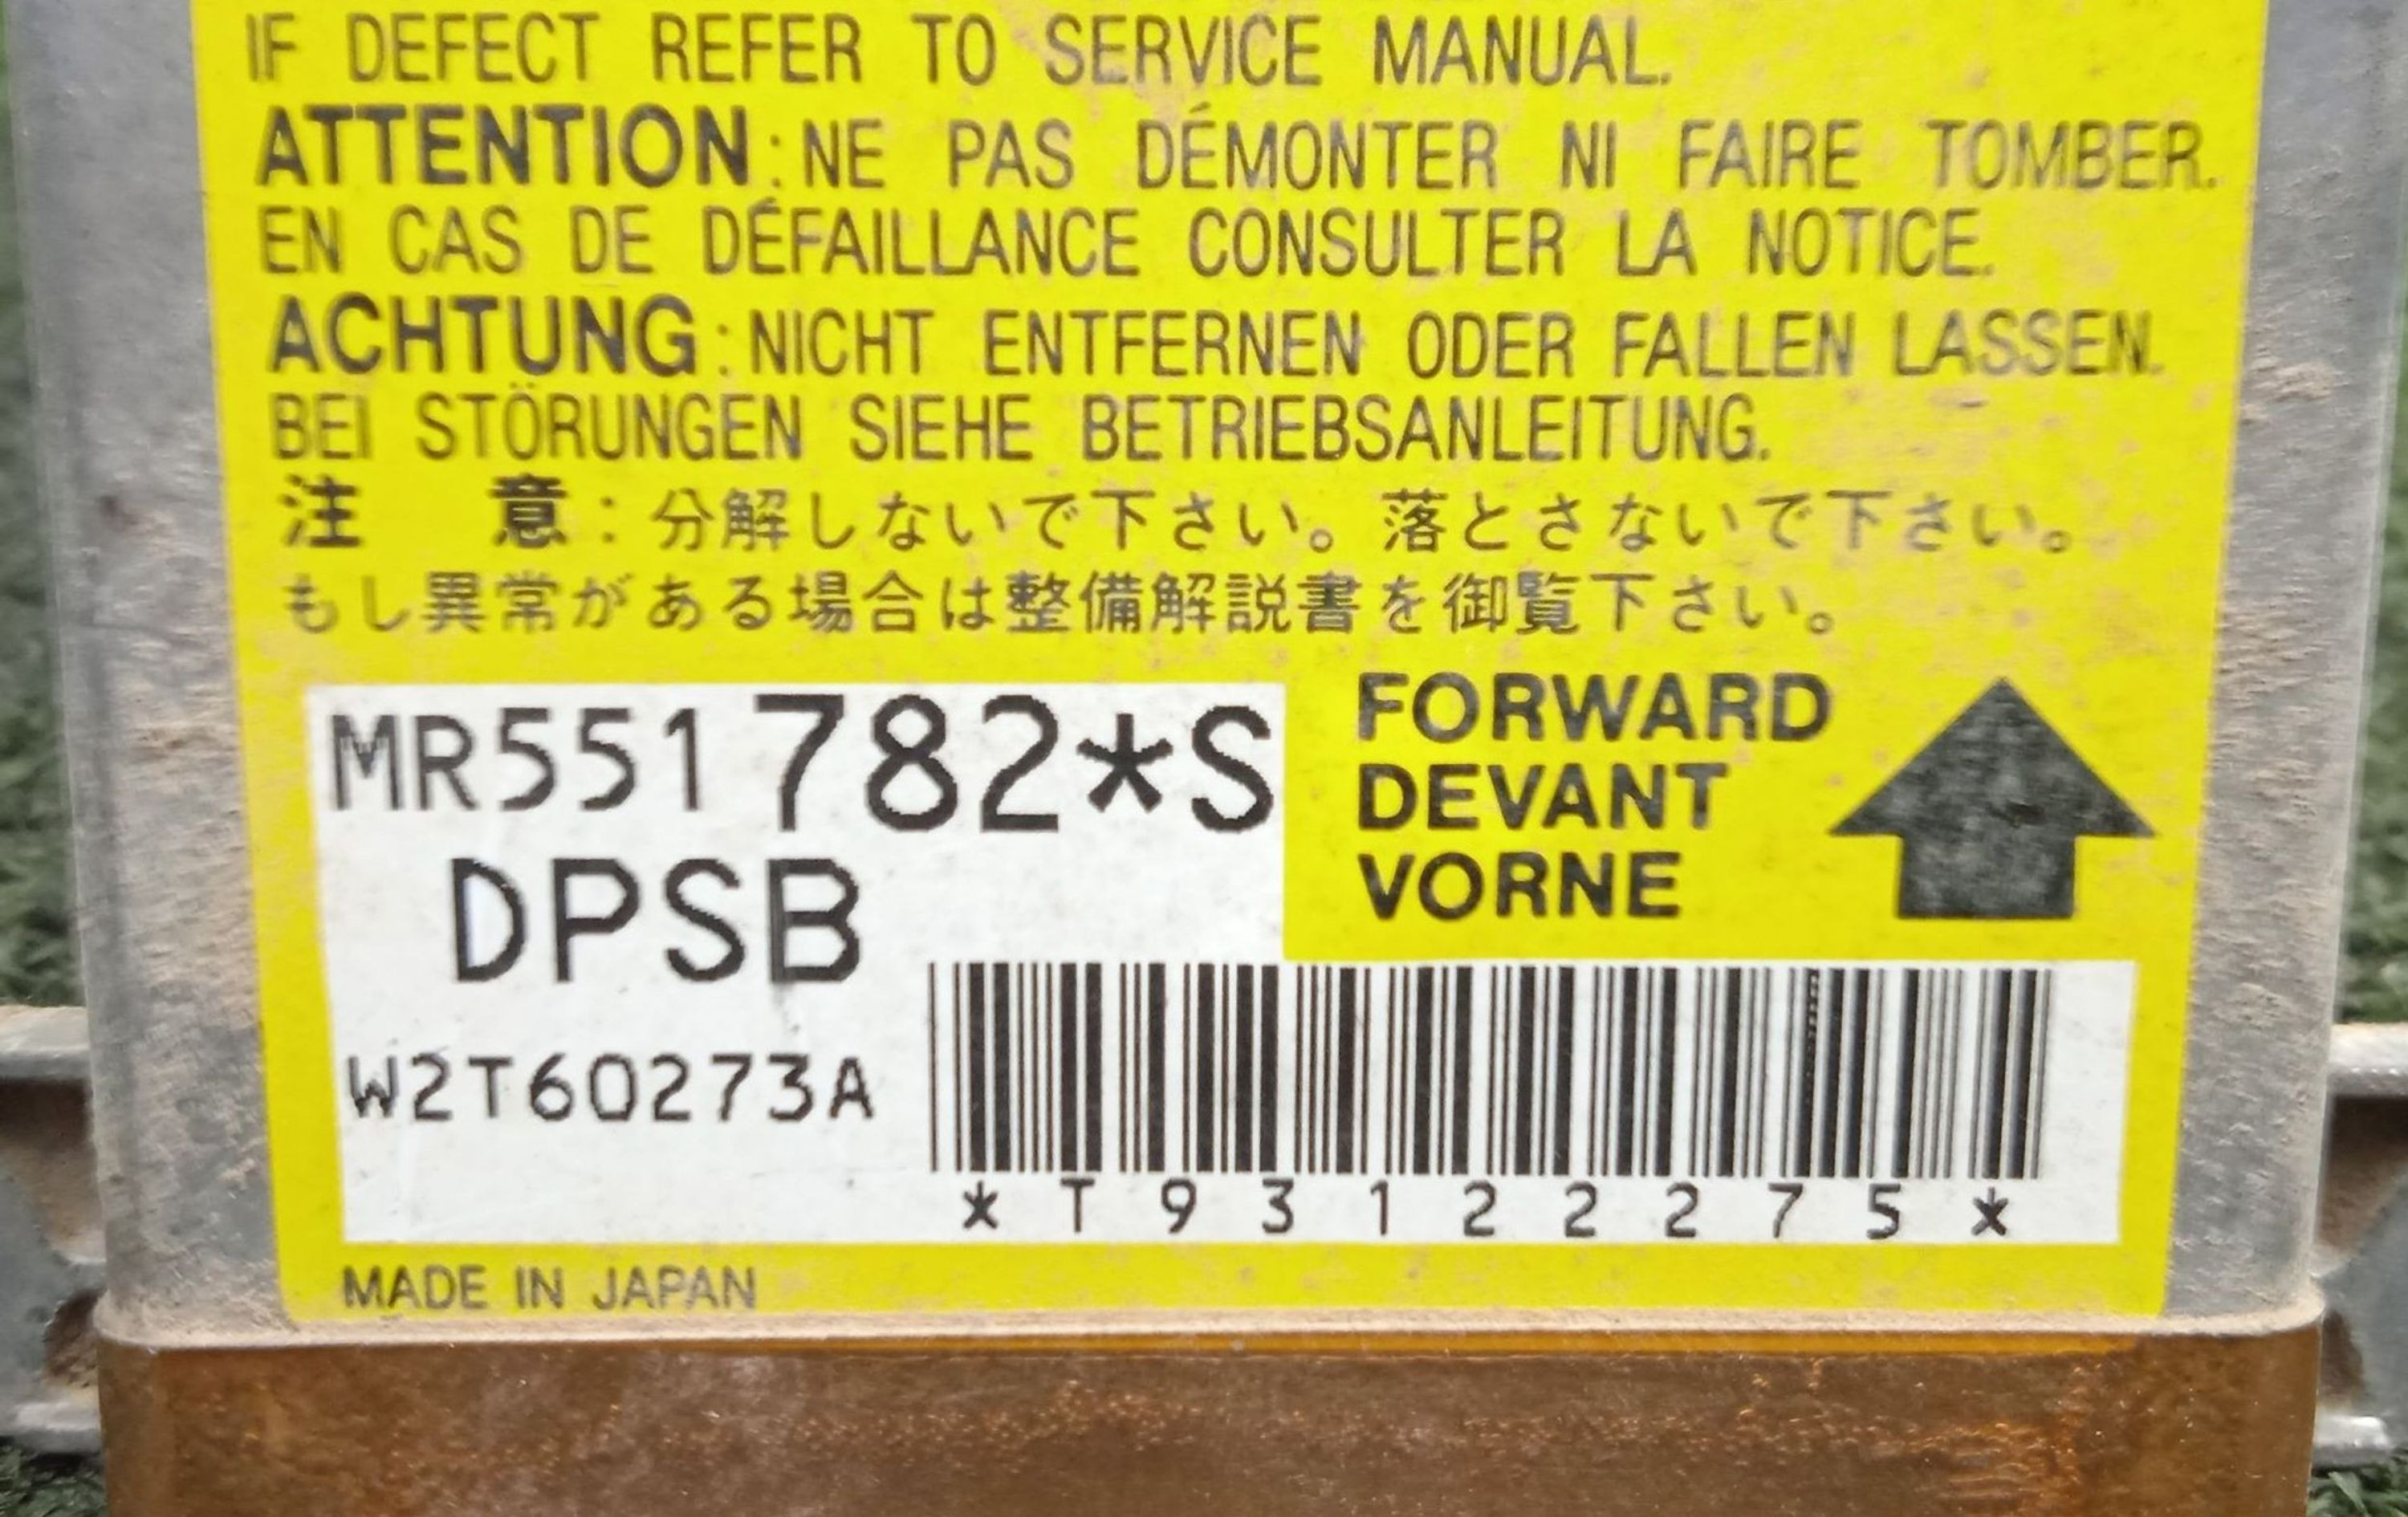 IF DEFECT REFER TO SERVICE MANUAL.
ATTENTION:NE PAS DÉMONTER NI FAIRE TOMBER.
EN CAS DE DÉFAILLANCE CONSULTER LA NOTICE.
ACHTUNG:NICHT ENTFERNEN ODER FALLEN LASSEN.
BEI STÖRUNGEN SIEHE BETRIEBSANLEITUNG.
注 意:分解しないで下さい。落とさないで下さい。
もし異常がある場合は整備解説書を御覧下さい。
MR551782*S
DPSB
W2T60273A
FORWARD
DEVANT
VORNE
*T93122275*
MADE IN JAPAN